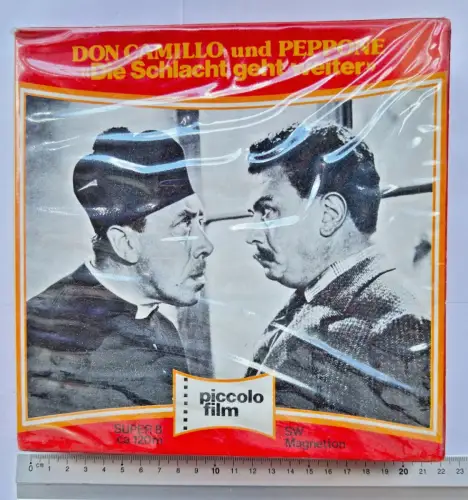 DON CAMILLO und PEPPONE
«Die Schlacht geht weiter»
piccolo
film
SUPER 8
ca. 120 m
SW
Magnetton
0 CM 1 2 3 4 5 6 7 8 9 10 11 12 13 14 15 16 17 18 19 20 21 22 23